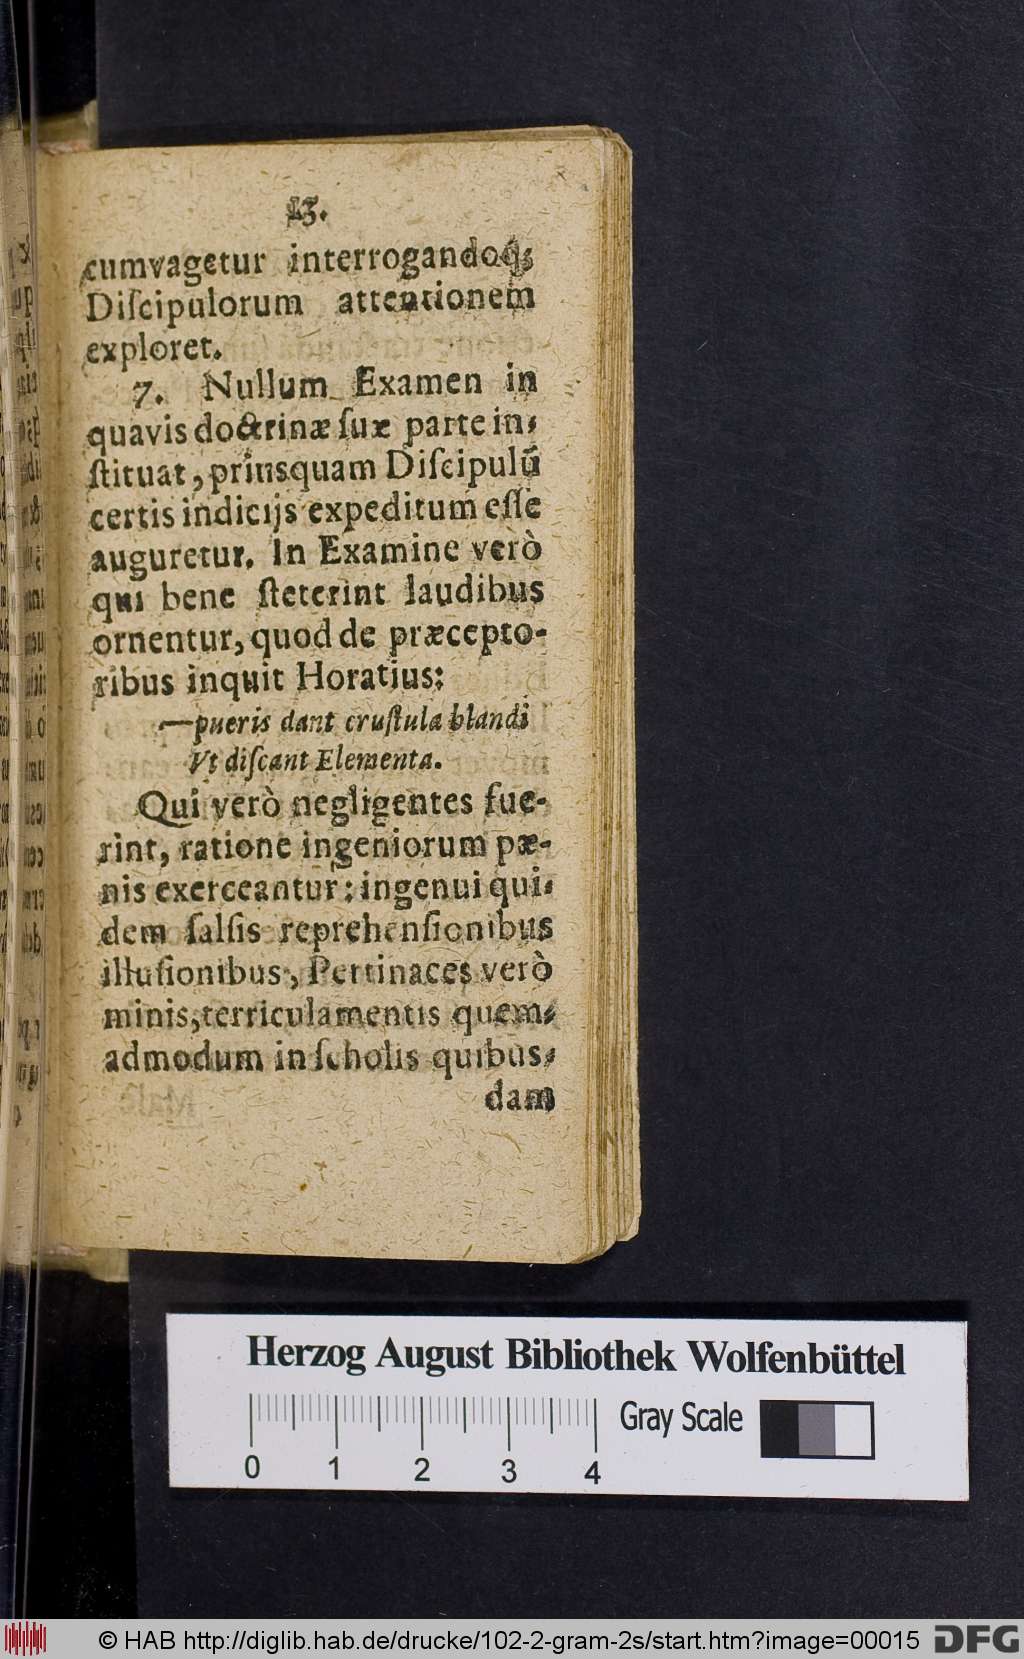 13.
cumvagetur interrogandoq́;
Diſcipulorum attentionem
exploret.
7. Nullum Examen in
quavis doctrinæ ſuæ parte in-
ſtituat, priusquam Diſcipulū
certis indicijs expeditum eſſe
auguretur. In Examine verò
qui bene ſteterint laudibus
ornentur, quod de præcepto-
ribus inquit Horatius:
—pueris dant cruſtula blandi
Vt diſcant Elementa.
Qui verò negligentes fue-
rint, ratione ingeniorum pæ-
nis exerceantur: ingenui qui-
dem ſalſis reprehenſionibus
illuſionibus, Pertinaces verò
minis, terriculamentis quem-
admodum in ſcholis quibus-
dam
Herzog August Bibliothek Wolfenbüttel
0 1 2 3 4 Gray Scale
© HAB http://diglib.hab.de/drucke/102-2-gram-2s/start.htm?image=00015 DFG